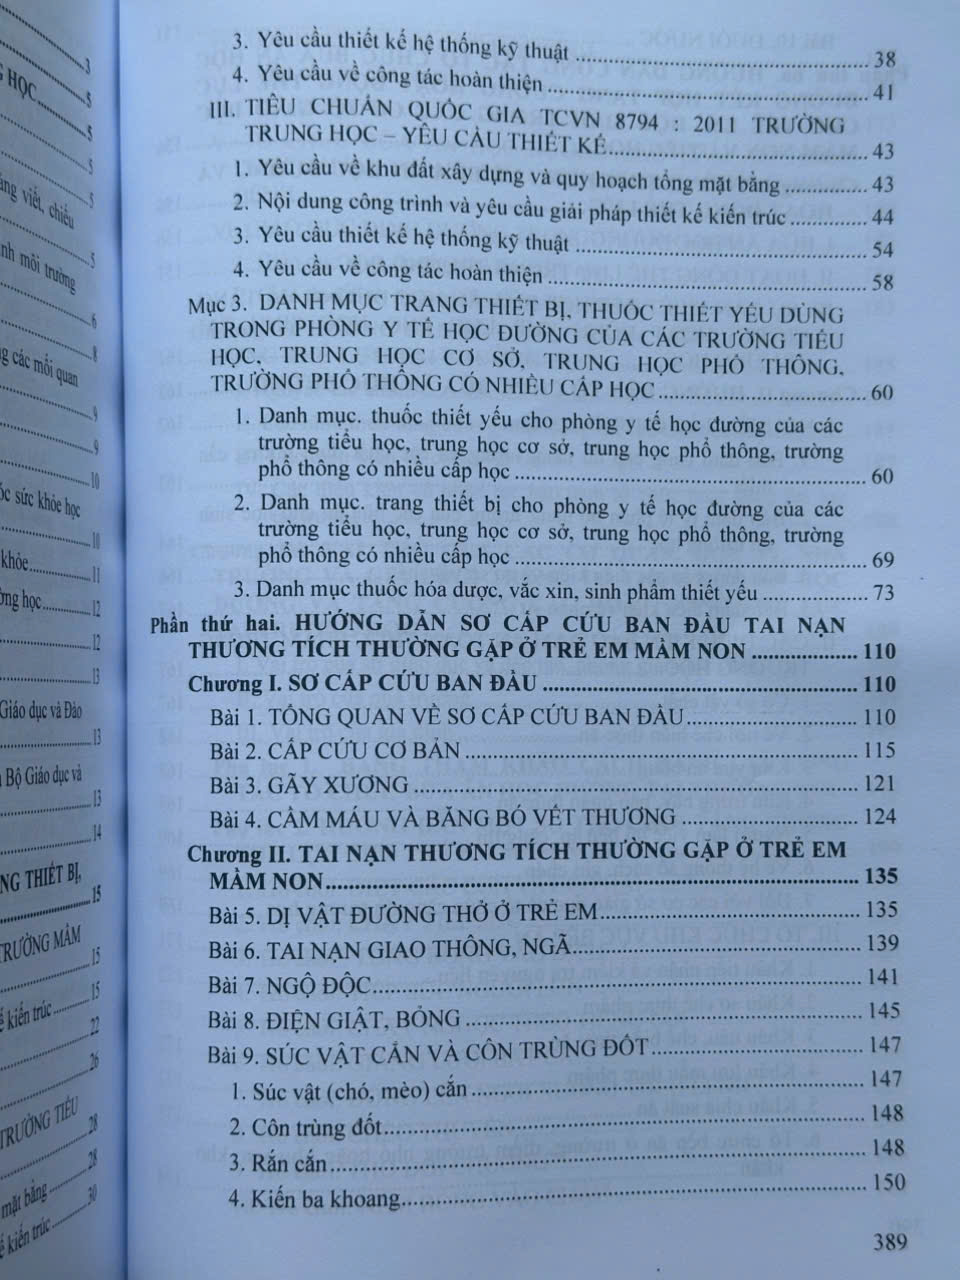 3. Yêu cầu thiết kế hệ thống kỹ thuật ..... 38
4. Yêu cầu về công tác hoàn thiện ..... 41
III. TIÊU CHUẨN QUỐC GIA TCVN 8794 : 2011 TRƯỜNG
TRUNG HỌC – YÊU CẦU THIẾT KẾ ..... 43
1. Yêu cầu về khu đất xây dựng và quy hoạch tổng mặt bằng ..... 43
2. Nội dung công trình và yêu cầu giải pháp thiết kế kiến trúc ..... 44
3. Yêu cầu thiết kế hệ thống kỹ thuật ..... 54
4. Yêu cầu về công tác hoàn thiện ..... 58
Mục 3. DANH MỤC TRANG THIẾT BỊ, THUỐC THIẾT YẾU DÙNG
TRONG PHÒNG Y TẾ HỌC ĐƯỜNG CỦA CÁC TRƯỜNG TIỂU
HỌC, TRUNG HỌC CƠ SỞ, TRUNG HỌC PHỔ THÔNG,
TRƯỜNG PHỔ THÔNG CÓ NHIỀU CẤP HỌC ..... 60
1. Danh mục. thuốc thiết yếu cho phòng y tế học đường của các
trường tiểu học, trung học cơ sở, trung học phổ thông, trường
phổ thông có nhiều cấp học ..... 60
2. Danh mục. trang thiết bị cho phòng y tế học đường của các
trường tiểu học, trung học cơ sở, trung học phổ thông, trường
phổ thông có nhiều cấp học ..... 69
3. Danh mục thuốc hóa dược, vắc xin, sinh phẩm thiết yếu ..... 73
Phần thứ hai. HƯỚNG DẪN SƠ CẤP CỨU BAN ĐẦU TAI NẠN
THƯƠNG TÍCH THƯỜNG GẶP Ở TRẺ EM MẦM NON ..... 110
Chương I. SƠ CẤP CỨU BAN ĐẦU ..... 110
Bài 1. TỔNG QUAN VỀ SƠ CẤP CỨU BAN ĐẦU ..... 110
Bài 2. CẤP CỨU CƠ BẢN ..... 115
Bài 3. GÃY XƯƠNG ..... 121
Bài 4. CẦM MÁU VÀ BĂNG BÓ VẾT THƯƠNG ..... 124
Chương II. TAI NẠN THƯƠNG TÍCH THƯỜNG GẶP Ở TRẺ EM
MẦM NON ..... 135
Bài 5. DỊ VẬT ĐƯỜNG THỞ Ở TRẺ EM ..... 135
Bài 6. TAI NẠN GIAO THÔNG, NGÃ ..... 139
Bài 7. NGỘ ĐỘC ..... 141
Bài 8. ĐIỆN GIẬT, BỎNG ..... 145
Bài 9. SÚC VẬT CẮN VÀ CÔN TRÙNG ĐỐT ..... 147
1. Súc vật (chó, mèo) cắn ..... 147
2. Côn trùng đốt ..... 148
3. Rắn cắn ..... 148
4. Kiến ba khoang ..... 150
389